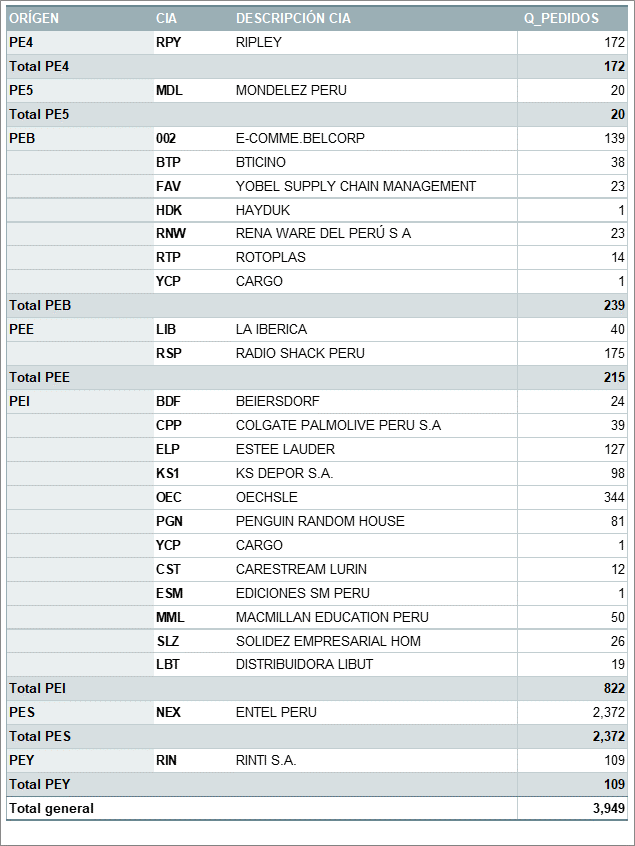 ORÍGEN CIA DESCRIPCIÓN CIA Q_PEDIDOS
PE4 RPY RIPLEY 172
Total PE4 172
PE5 MDL MONDELEZ PERU 20
Total PE5 20
PEB 002 E-COMME.BELCORP 139
BTP BTICINO 38
FAV YOBEL SUPPLY CHAIN MANAGEMENT 23
HDK HAYDUK 1
RNW RENA WARE DEL PERÚ S A 23
RTP ROTOPLAS 14
YCP CARGO 1
Total PEB 239
PEE LIB LA IBERICA 40
RSP RADIO SHACK PERU 175
Total PEE 215
PEI BDF BEIERSDORF 24
CPP COLGATE PALMOLIVE PERU S.A 39
ELP ESTEE LAUDER 127
KS1 KS DEPOR S.A. 98
OEC OECHSLE 344
PGN PENGUIN RANDOM HOUSE 81
YCP CARGO 1
CST CARESTREAM LURIN 12
ESM EDICIONES SM PERU 1
MML MACMILLAN EDUCATION PERU 50
SLZ SOLIDEZ EMPRESARIAL HOM 26
LBT DISTRIBUIDORA LIBUT 19
Total PEI 822
PES NEX ENTEL PERU 2,372
Total PES 2,372
PEY RIN RINTI S.A. 109
Total PEY 109
Total general 3,949